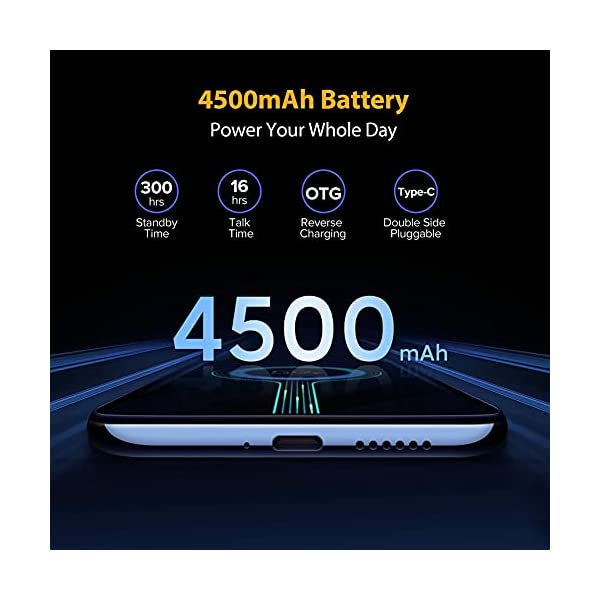 4500mAh Battery
Power Your Whole Day
300
hrs
Standby
Time
16
hrs
Talk
Time
OTG
Reverse
Charging
Type-C
Double Side
Pluggable
4500 mAh